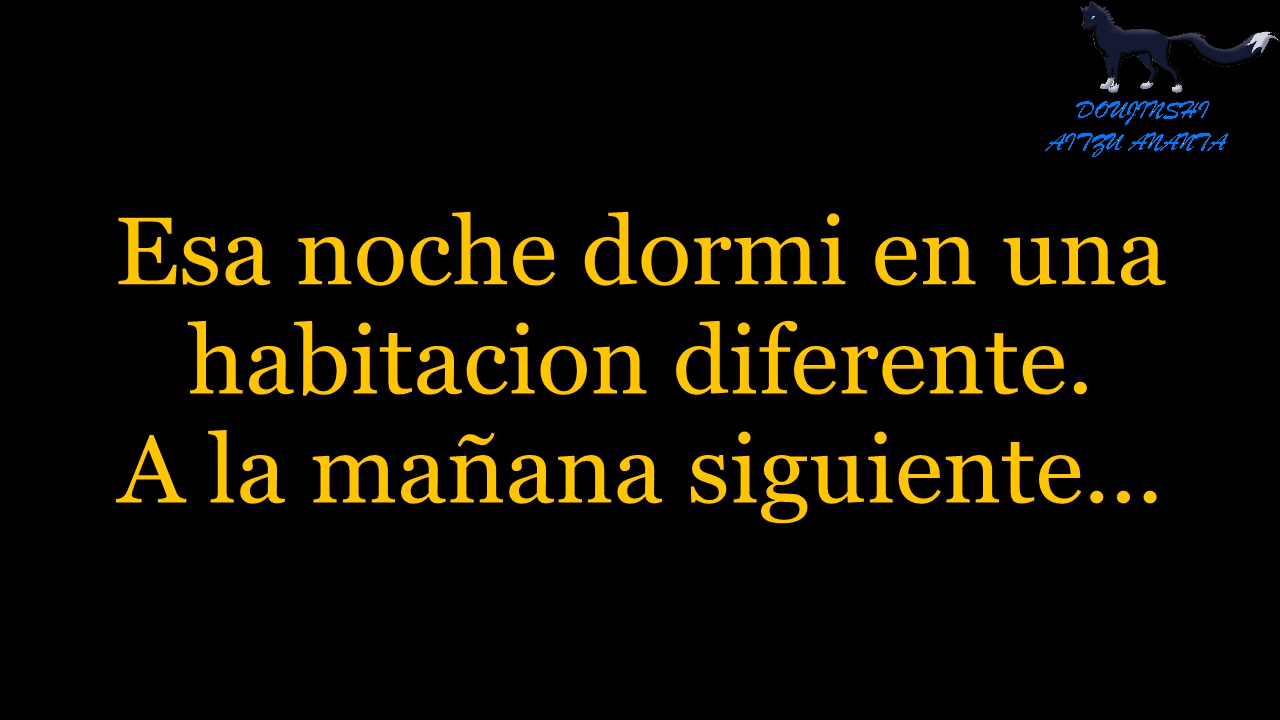 DOUJINSHI
AITZU ANANTA
Esa noche dormi en una
habitacion diferente.
A la mañana siguiente...